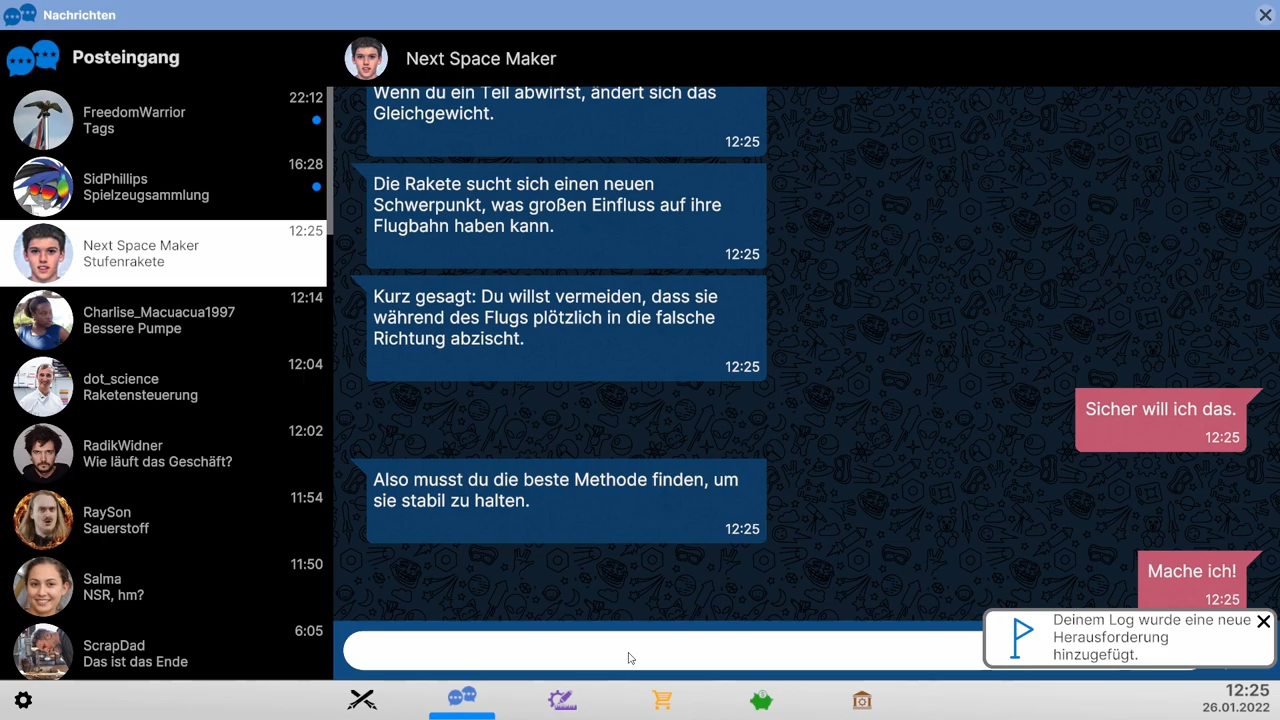 Nachrichten
Posteingang
FreedomWarrior
Tags
22:12
SidPhillips
Spielzeugsammlung
16:28
Next Space Maker
Stufenrakete
12:25
Charlise_Macuacua1997
Bessere Pumpe
12:14
dot_science
Raketensteuerung
12:04
RadikWidner
Wie läuft das Geschäft?
12:02
RaySon
Sauerstoff
11:54
Salma
NSR, hm?
11:50
ScrapDad
Das ist das Ende
6:05
Next Space Maker
Wenn du ein Teil abwirfst, ändert sich das
Gleichgewicht.
12:25
Die Rakete sucht sich einen neuen
Schwerpunkt, was großen Einfluss auf ihre
Flugbahn haben kann.
12:25
Kurz gesagt: Du willst vermeiden, dass sie
während des Flugs plötzlich in die falsche
Richtung abzischt.
12:25
Sicher will ich das.
12:25
Also musst du die beste Methode finden, um
sie stabil zu halten.
12:25
Mache ich!
12:25
Deinem Log wurde eine neue
Herausforderung
hinzugefügt.
12:25
26.01.2022